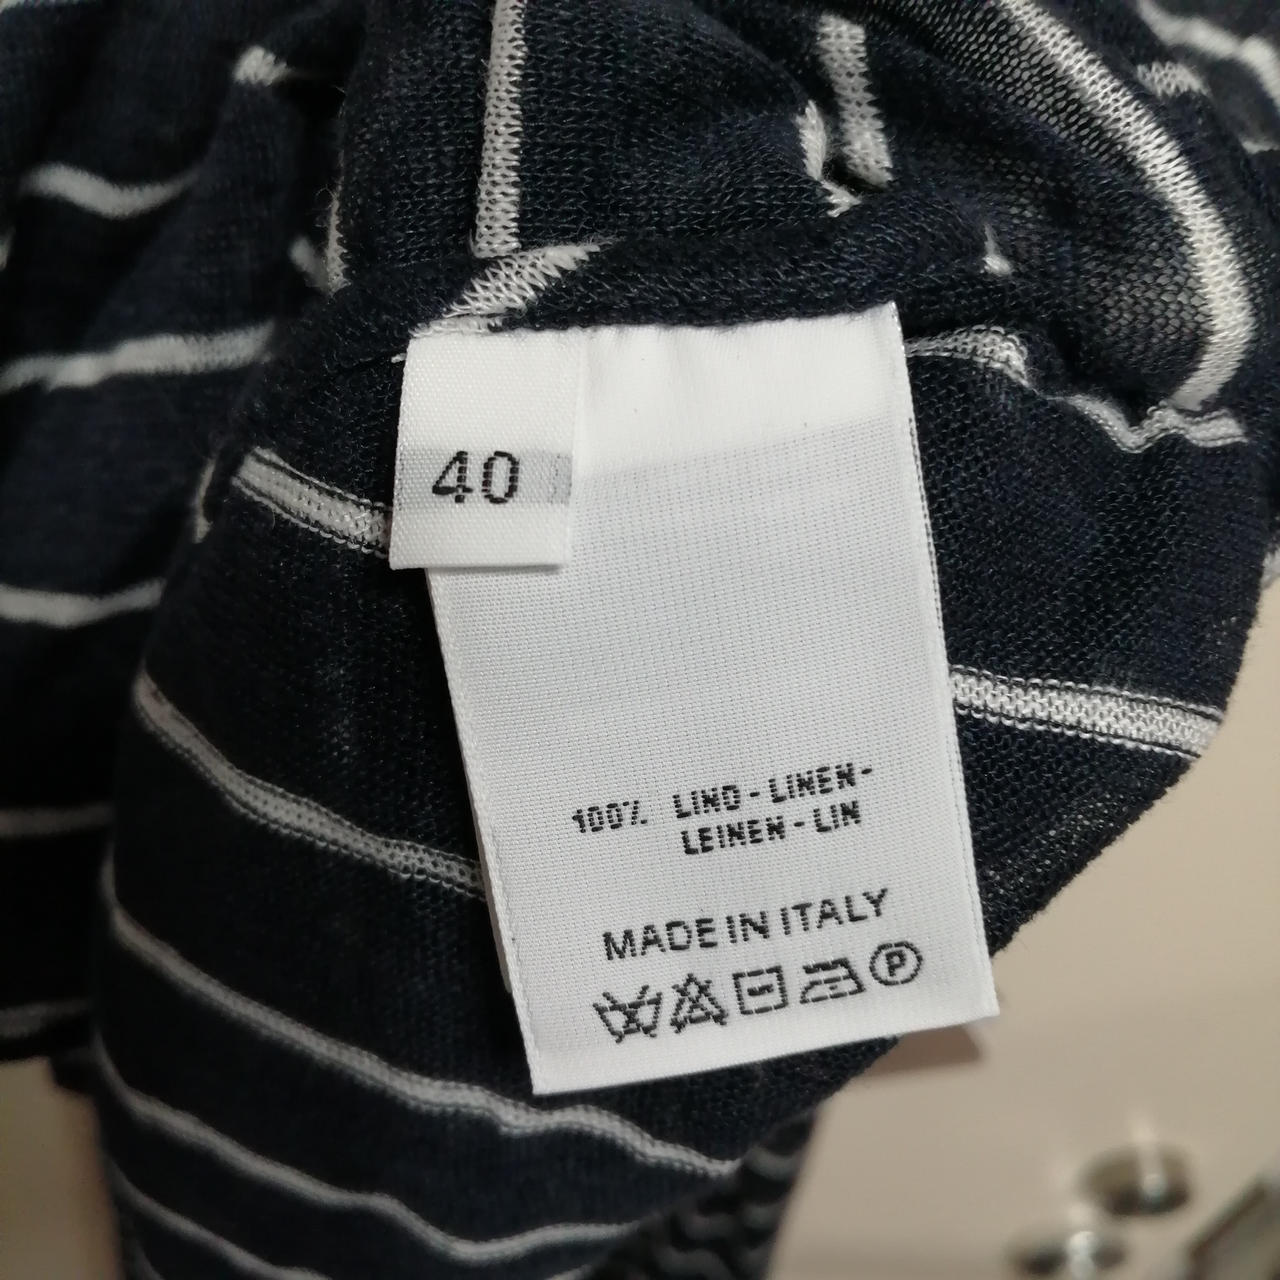 40
100% LINO-LINEN-
LEINEN-LIN
MADE IN ITALY
P